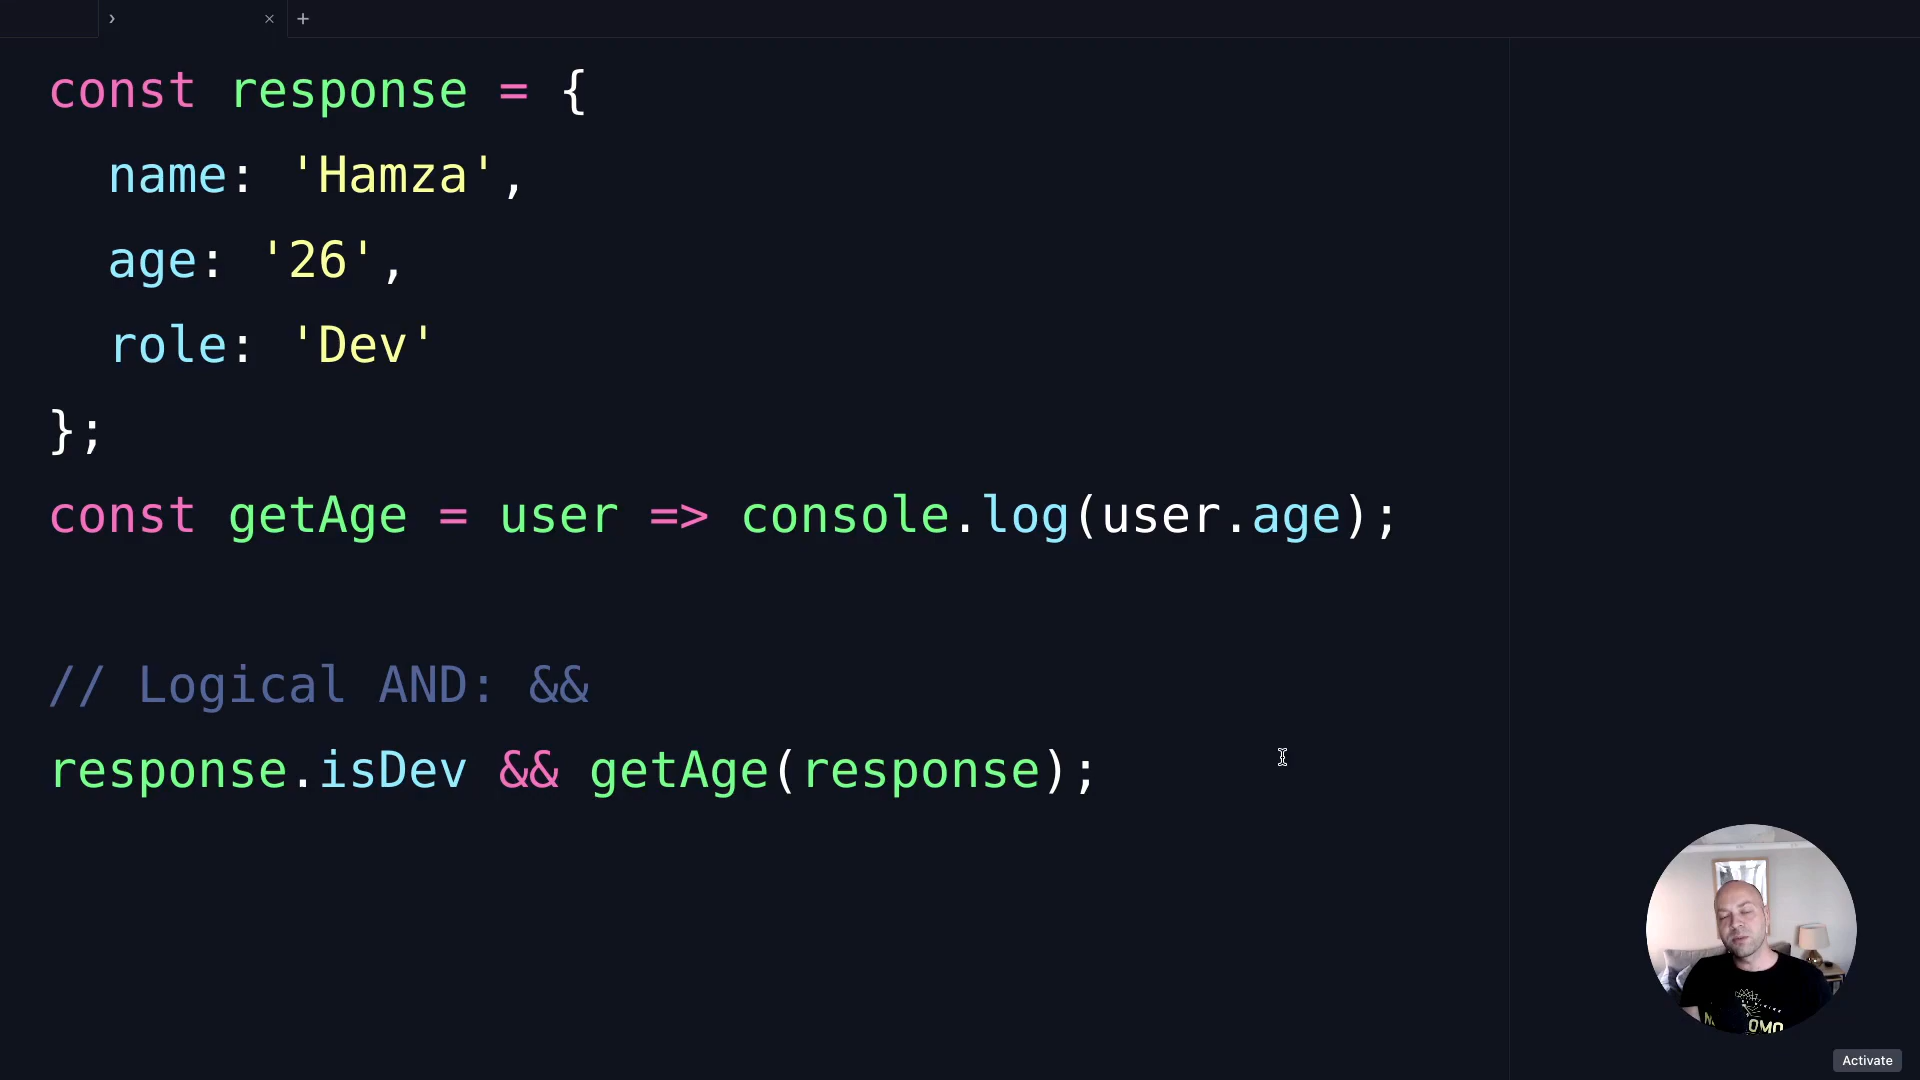 const response = {
name: 'Hamza',
age: '26',
role: 'Dev'
};
const getAge = user => console.log(user.age);
// Logical AND: &&
response.isDev && getAge(response);
Activate